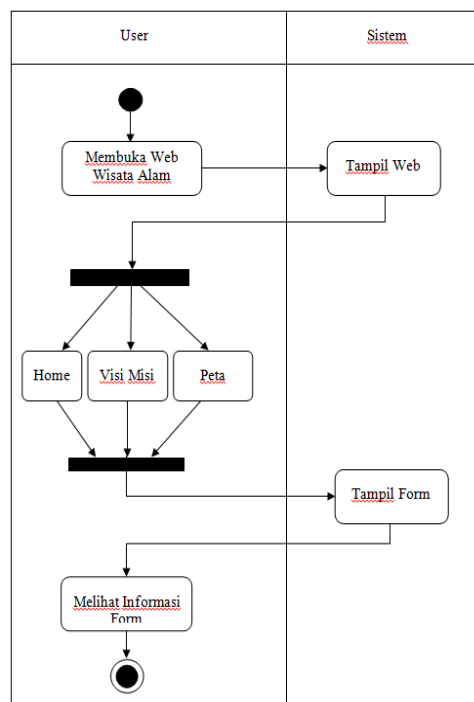 User
Sistem
Membuka Web
Wisata Alam
Tampil Web
Home
Visi Misi
Peta
Tampil Form
Melihat Informasi
Form